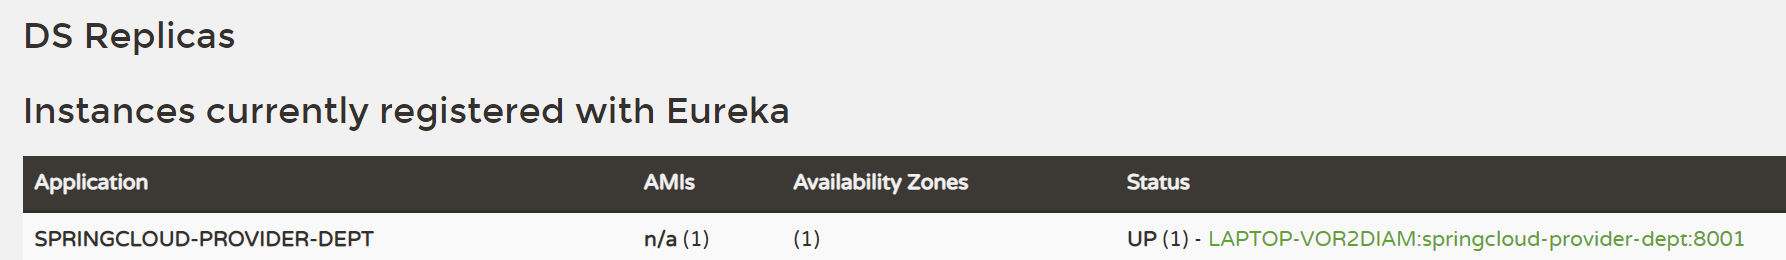 DS Replicas
Instances currently registered with Eureka
Application AMIs Availability Zones Status
SPRINGCLOUD-PROVIDER-DEPT n/a (1) (1) UP (1) - LAPTOP-VOR2DIAM:springcloud-provider-dept:8001